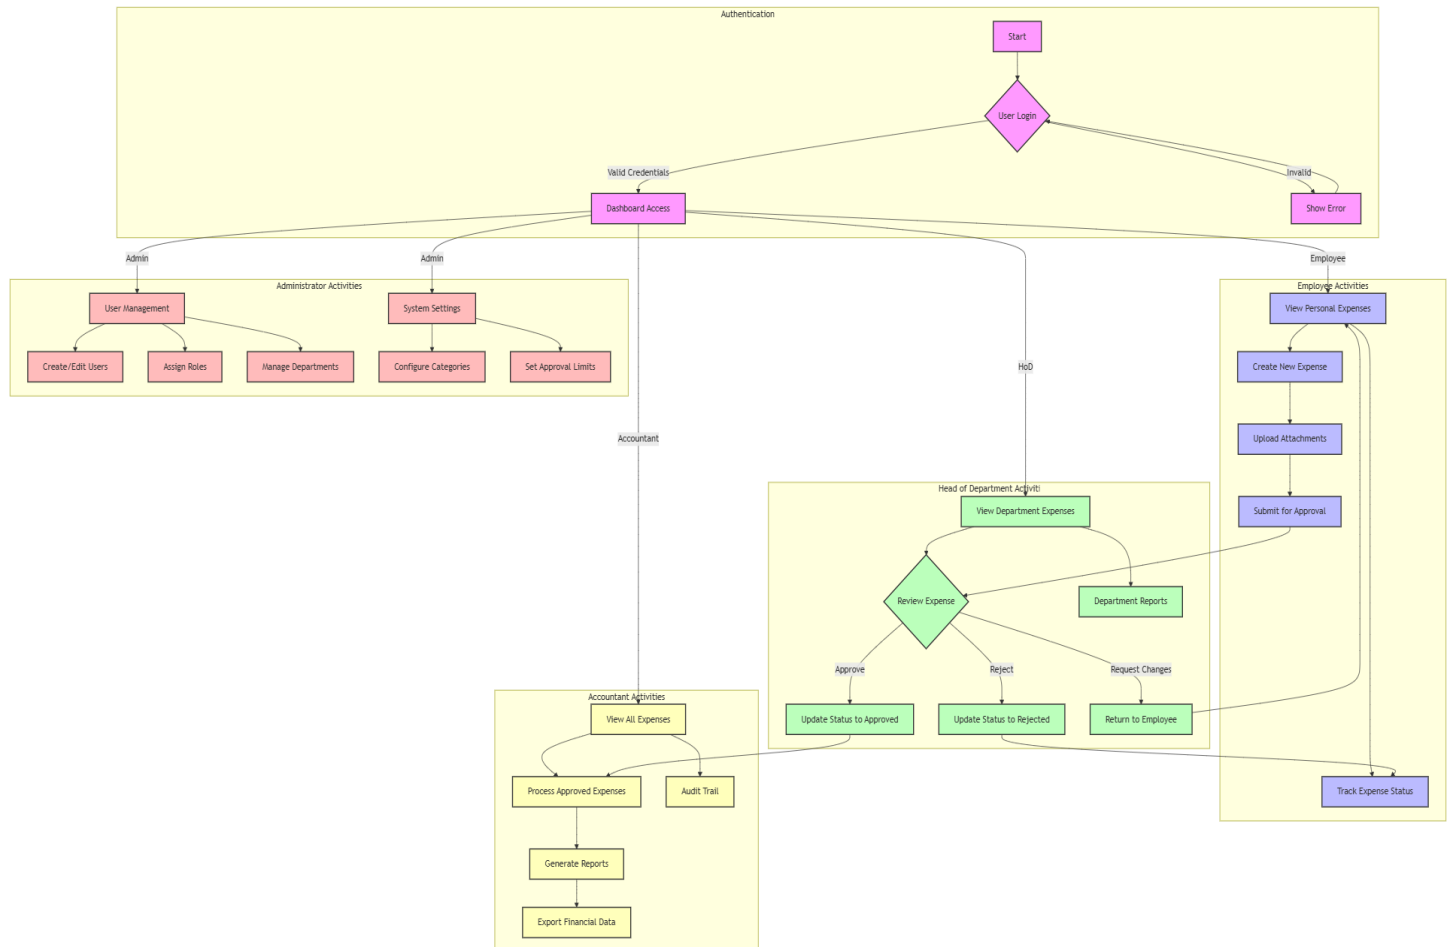 Authentication
Start
User Login
Valid Credentials
Invalid
Dashboard Access
Show Error
Admin
Admin
Employee
Administrator Activities
Employee Activities
User Management
System Settings
View Personal Expenses
Create/Edit Users
Assign Roles
Manage Departments
Configure Categories
Set Approval Limits
HoD
Create New Expense
Accountant
Upload Attachments
Head of Department Activiti
View Department Expenses
Submit for Approval
Review Expense
Department Reports
Approve
Reject
Request Changes
Accountant Activities
View All Expenses
Update Status to Approved
Update Status to Rejected
Return to Employee
Process Approved Expenses
Audit Trail
Track Expense Status
Generate Reports
Export Financial Data